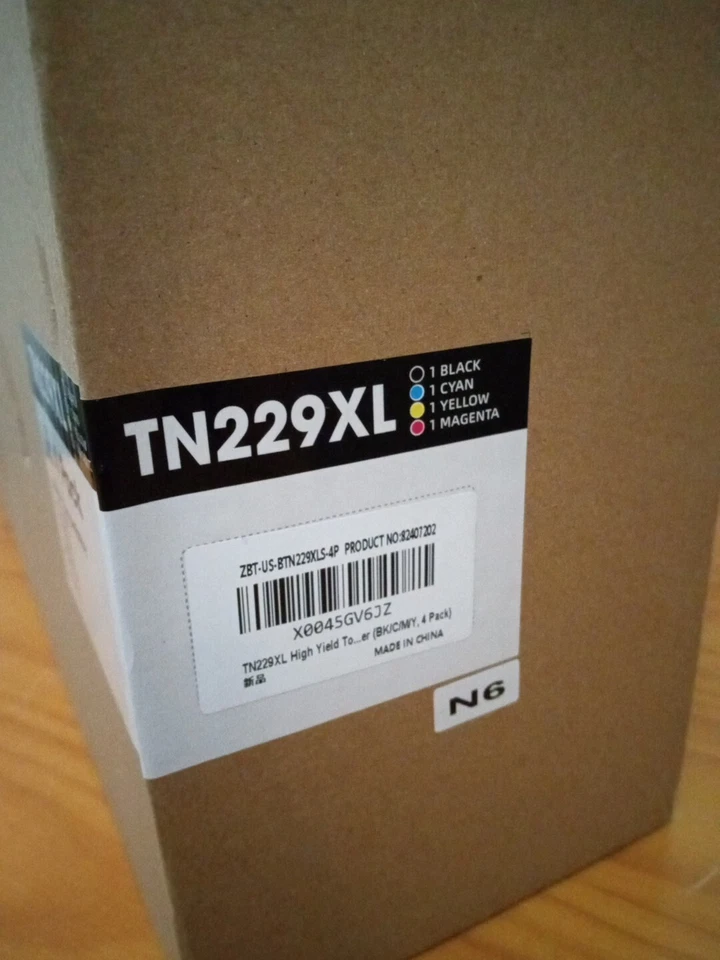 TN229XL
1 BLACK
1 CYAN
1 YELLOW
1 MAGENTA
ZBT-US-BTN229XLS-4P PRODUCT NO:82407202
X0045GV6JZ
TN229XL High Yield To...er (BK/C/M/Y, 4 Pack)
新品
MADE IN CHINA
N6